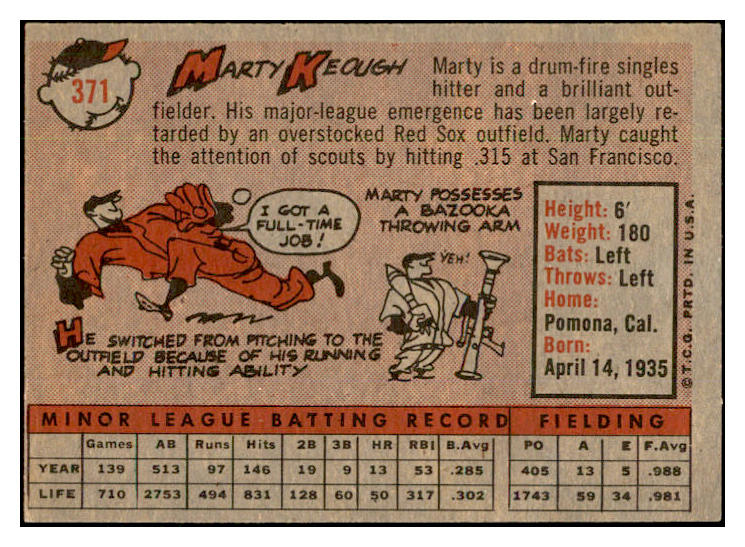 371
MARTY KEOUGH
Marty is a drum-fire singles
hitter and a brilliant out-
fielder. His major-league emergence has been largely re-
tarded by an overstocked Red Sox outfield. Marty caught
the attention of scouts by hitting .315 at San Francisco.
I GOT A
FULL-TIME
JOB!
HE SWITCHED FROM PITCHING TO THE
OUTFIELD BECAUSE OF HIS RUNNING
AND HITTING ABILITY
MARTY POSSESSES
A BAZOOKA
THROWING ARM
YEH!
Height: 6'
Weight: 180
Bats: Left
Throws: Left
Home:
Pomona, Cal.
Born:
April 14, 1935
© T.C.G. PRTD. IN U.S.A.
MINOR LEAGUE BATTING RECORD FIELDING
Games AB Runs Hits 2B 3B HR RBI B.Avg PO A E F.Avg
YEAR 139 513 97 146 19 9 13 53 .285 405 13 5 .988
LIFE 710 2753 494 831 128 60 50 317 .302 1743 59 34 .981